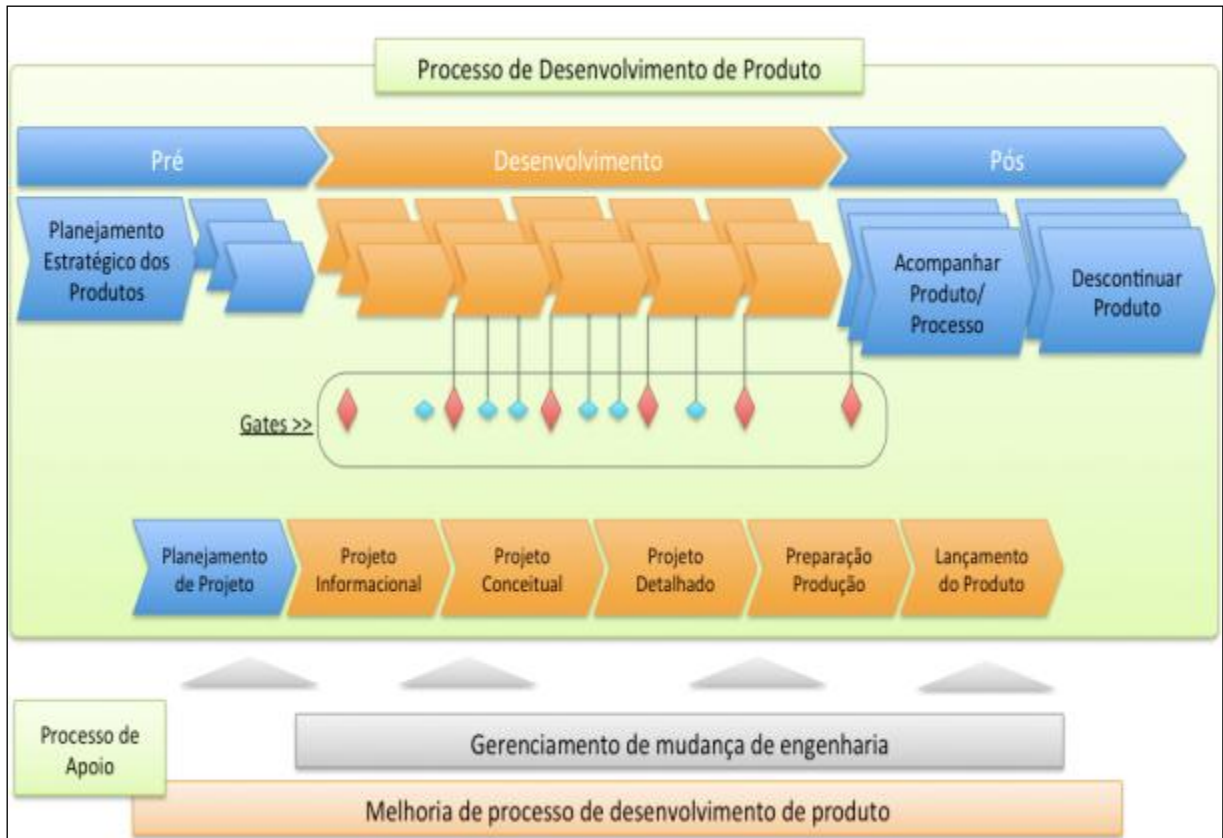 Processo de Desenvolvimento de Produto
Pré
Desenvolvimento
Pós
Planejamento
Estratégico dos
Produtos
Acompanhar
Produto/
Processo
Descontinuar
Produto
Gates >>
Planejamento
de Projeto
Projeto
Informacional
Projeto
Conceitual
Projeto
Detalhado
Preparação
Produção
Lançamento
do Produto
Processo de
Apoio
Gerenciamento de mudança de engenharia
Melhoria de processo de desenvolvimento de produto